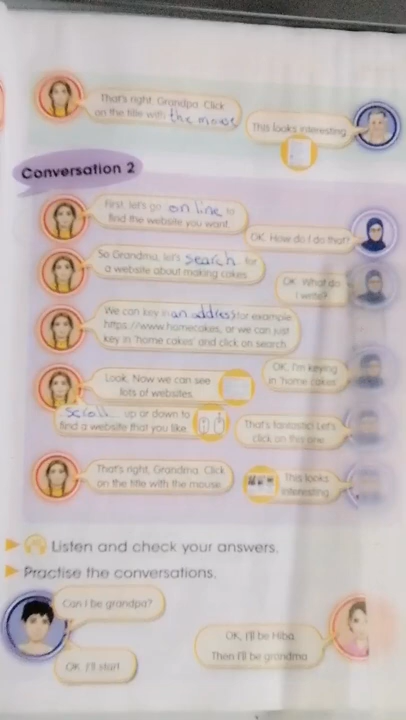 That's right, Grandpa. Click
on the title with the mouse
This looks interesting.
Conversation 2
First, let's go on line to
find the website you want.
OK. How do I do that?
So Grandma, let's search for
a website about making cakes.
OK. What do
I write?
We can key in an address for example
https://www.homecakes, or we can just
key in 'home cakes' and click on search.
OK, I'm keying
in 'home cakes'
Look. Now we can see
lots of websites.
scroll up or down to
find a website that you like.
That's fantastic! Let's
click on this one.
That's right, Grandma. Click
on the title with the mouse.
This looks
interesting.
Listen and check your answers.
Practise the conversations.
Can I be grandpa?
OK, I'll be Hiba.
Then I'll be grandma
OK. I'll start